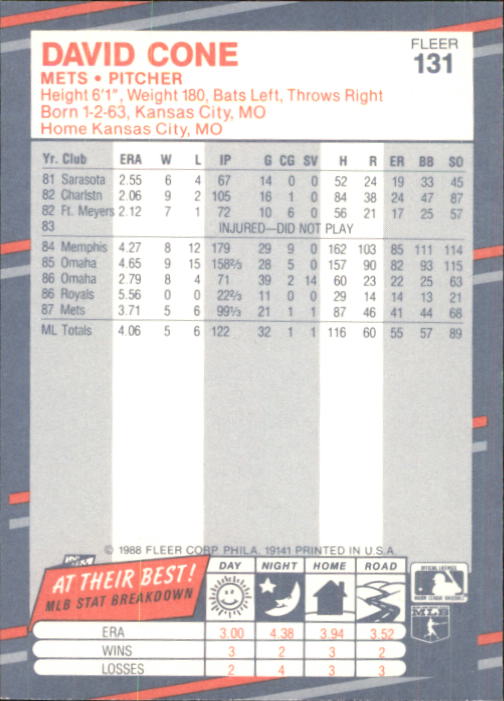 DAVID CONE
METS • PITCHER
FLEER
131
Height 6'1", Weight 180, Bats Left, Throws Right
Born 1-2-63, Kansas City, MO
Home Kansas City, MO
Yr. Club ERA W L IP G CG SV H R ER BB SO
81 Sarasota 2.55 6 4 67 14 0 0 52 24 19 33 45
82 Charlstn 2.06 9 2 105 16 1 0 84 38 24 47 87
82 Ft. Meyers 2.12 7 1 72 10 6 0 56 21 17 25 57
83 INJURED—DID NOT PLAY
84 Memphis 4.27 8 12 179 29 9 0 162 103 85 111 114
85 Omaha 4.65 9 15 158⅔ 28 5 0 157 90 82 93 115
86 Omaha 2.79 8 4 71 39 2 14 60 23 22 25 63
86 Royals 5.56 0 0 22⅔ 11 0 0 29 14 14 13 21
87 Mets 3.71 5 6 99⅓ 21 1 1 87 46 41 44 68
ML Totals 4.06 5 6 122 32 1 1 116 60 55 57 89
© 1988 FLEER CORP. PHILA. 19141 PRINTED IN U.S.A.
AT THEIR BEST!
MLB STAT BREAKDOWN
DAY NIGHT HOME ROAD
ERA 3.00 4.38 3.94 3.52
WINS 3 2 3 2
LOSSES 2 4 3 3
OFFICIAL LICENSEE
MAJOR LEAGUE BASEBALL
MLB